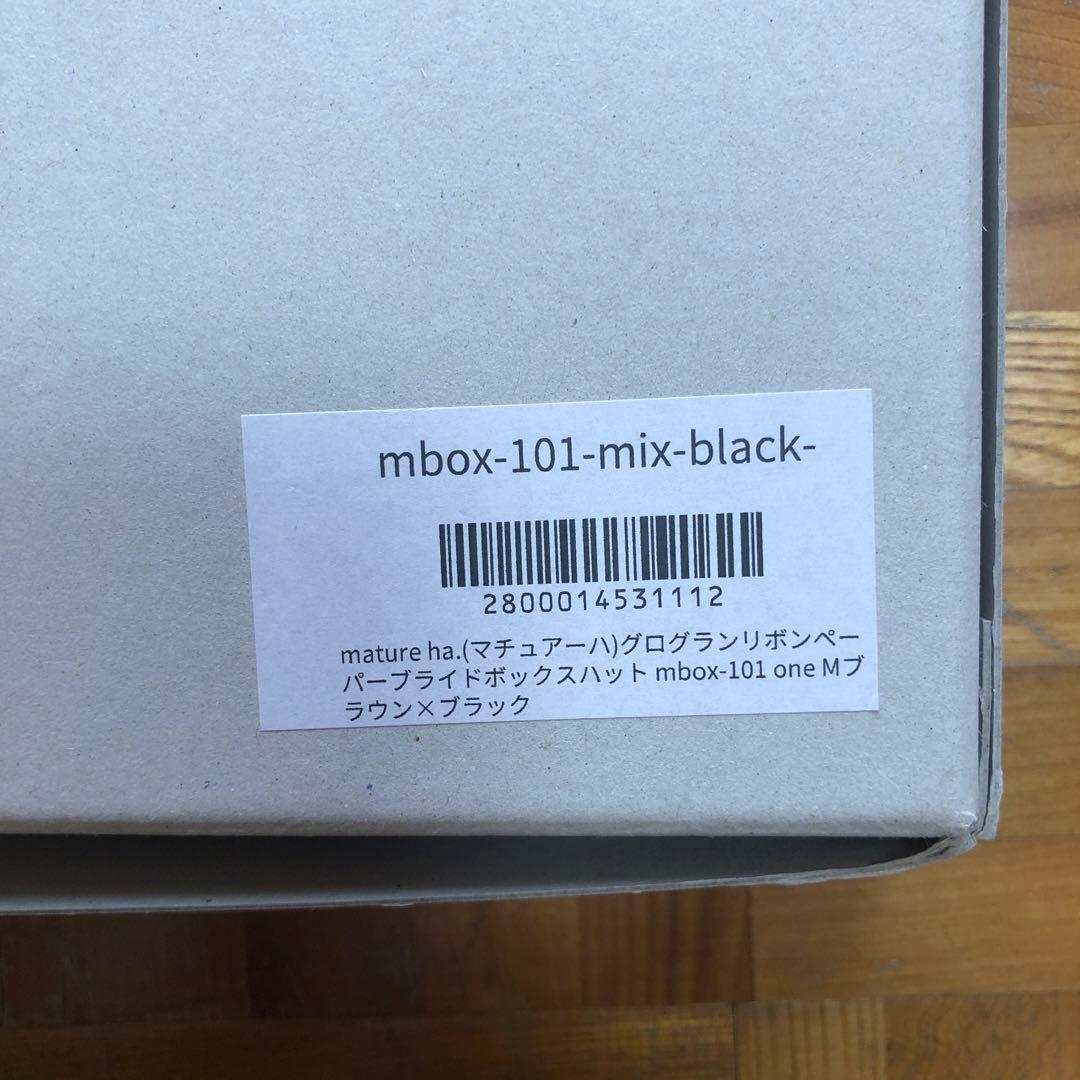 mbox-101-mix-black-
2800014531112
mature ha.(マチュアーハ)グログランリボンペー
パーブライドボックスハット mbox-101 one Mブ
ラウン×ブラック